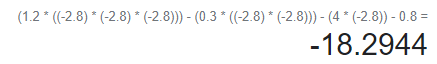 (1.2 * ((-2.8) * (-2.8) * (-2.8))) - (0.3 * ((-2.8) * (-2.8))) - (4 * (-2.8)) - 0.8 =
-18.2944